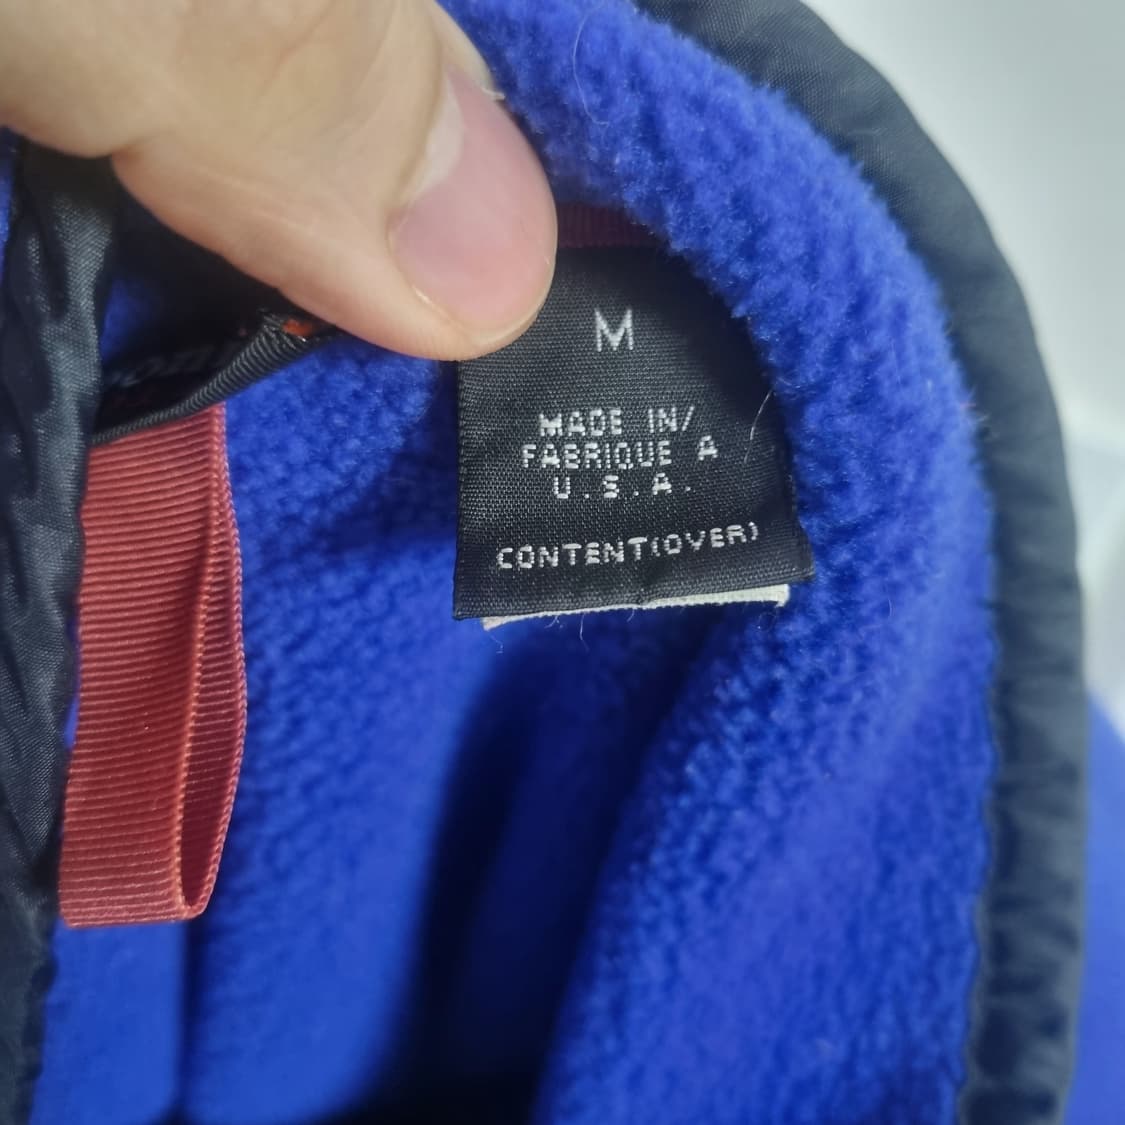 M
MADE IN/
FABRIQUE A
U.S.A.
CONTENT(OVER)